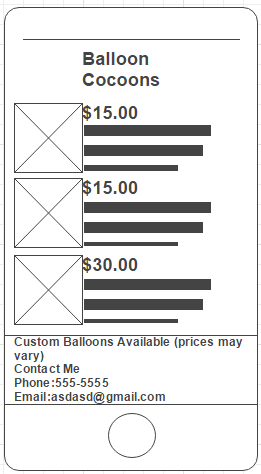 Balloon
Cocoons
$15.00
$15.00
$30.00
Custom Balloons Available (prices may
vary)
Contact Me
Phone:555-5555
Email:asdasd@gmail.com